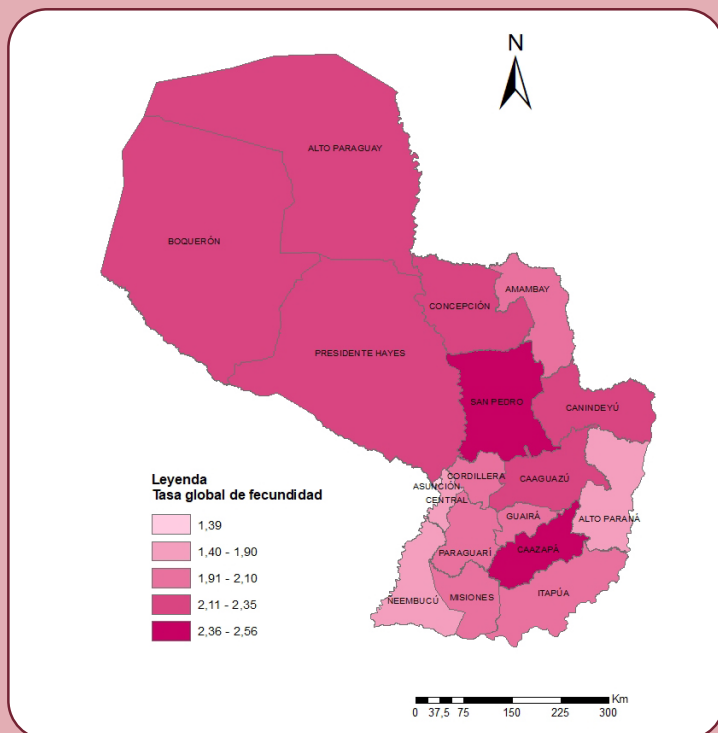 N
ALTO PARAGUAY
BOQUERÓN
AMAMBAY
CONCEPCIÓN
PRESIDENTE HAYES
SAN PEDRO
CANINDEYÚ
CORDILLERA
CAAGUAZÚ
ASUNCIÓN
CENTRAL
GUAIRÁ
ALTO PARANÁ
PARAGUARÍ
CAAZAPÁ
ÑEEMBUCÚ
MISIONES
ITAPÚA
Leyenda
Tasa global de fecundidad
1,39
1,40 - 1,90
1,91 - 2,10
2,11 - 2,35
2,36 - 2,56
Km
0 37,5 75 150 225 300